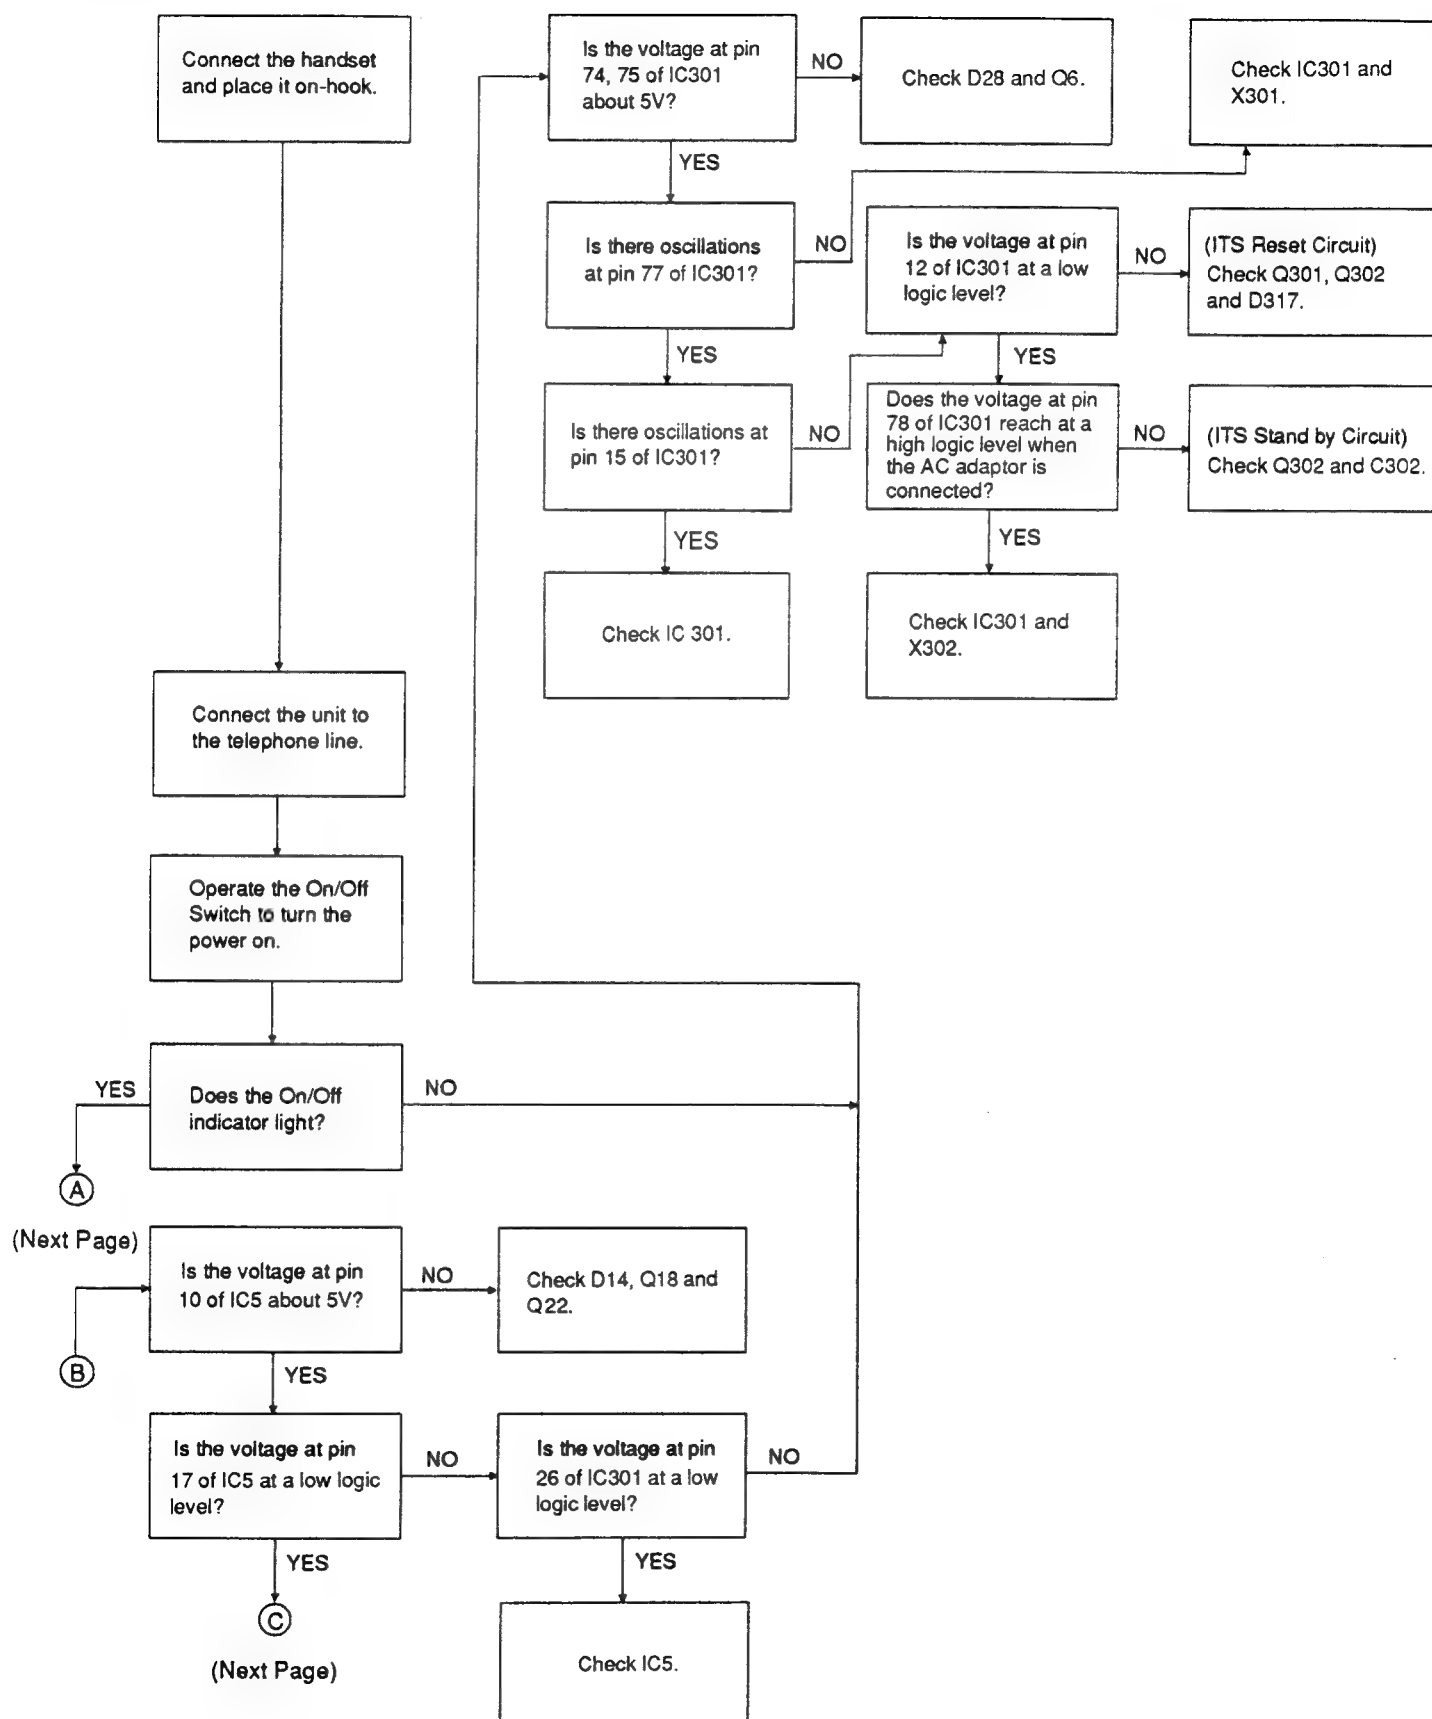 Connect the handset
and place it on-hook.
Is the voltage at pin
74, 75 of IC301
about 5V?
NO
Check D28 and Q6.
Check IC301 and
X301.
YES
Is there oscillations
at pin 77 of IC301?
NO
Is the voltage at pin
12 of IC301 at a low
logic level?
NO
(ITS Reset Circuit)
Check Q301, Q302
and D317.
YES
YES
Is there oscillations at
pin 15 of IC301?
NO
Does the voltage at pin
78 of IC301 reach at a
high logic level when
the AC adaptor is
connected?
NO
(ITS Stand by Circuit)
Check Q302 and C302.
YES
YES
Check IC 301.
Check IC301 and
X302.
Connect the unit to
the telephone line.
Operate the On/Off
Switch to turn the
power on.
YES
Does the On/Off
indicator light?
NO
A
(Next Page)
Is the voltage at pin
10 of IC5 about 5V?
NO
Check D14, Q18 and
Q22.
B
YES
Is the voltage at pin
17 of IC5 at a low logic
level?
NO
Is the voltage at pin
26 of IC301 at a low
logic level?
NO
YES
YES
C
(Next Page)
Check IC5.